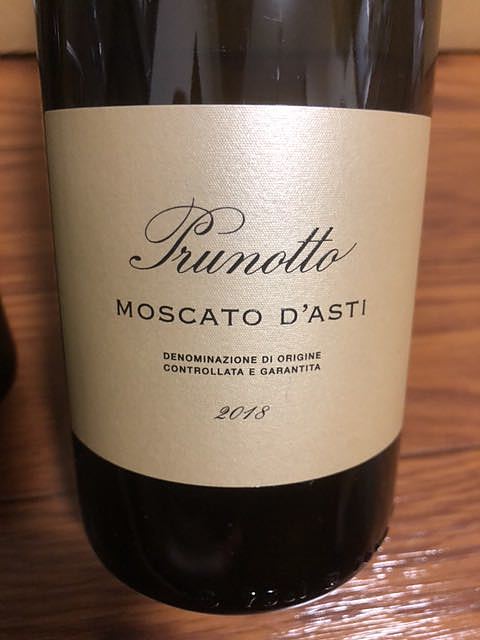 Prunotto
MOSCATO D'ASTI
DENOMINAZIONE DI ORIGINE
CONTROLLATA E GARANTITA
2018